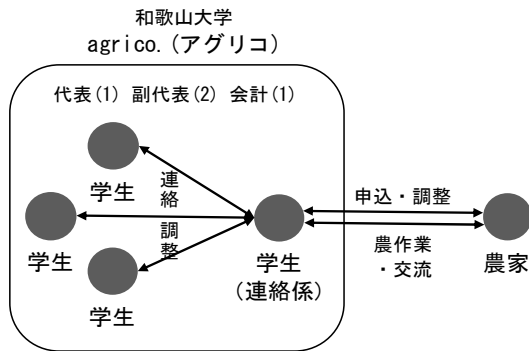 和歌山大学
agrico.(アグリコ)
代表(1) 副代表(2) 会計(1)
学生
連絡
調整
学生
学生
学生
(連絡係)
申込・調整
農作業
・交流
農家